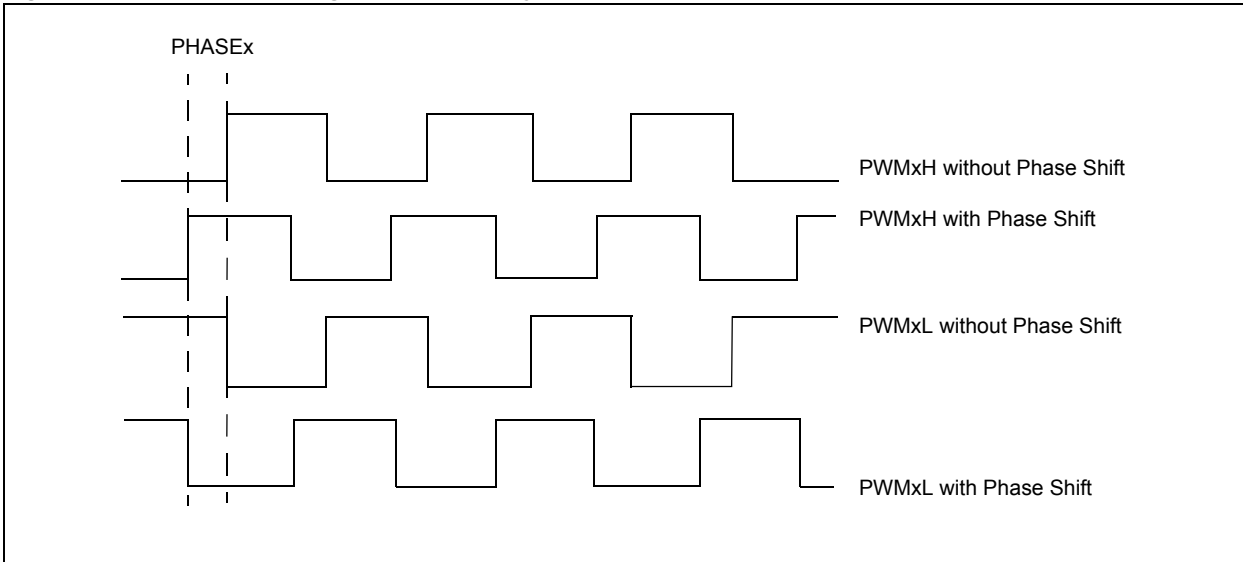 PHASEx
PWMxH without Phase Shift
PWMxH with Phase Shift
PWMxL without Phase Shift
PWMxL with Phase Shift